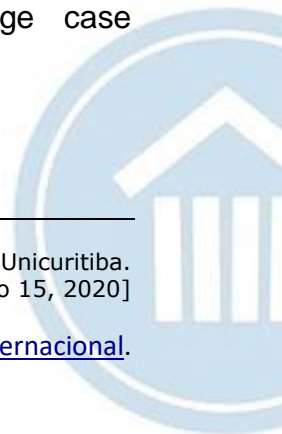 ge case
Unicuritiba.
o 15, 2020]
ernacional.